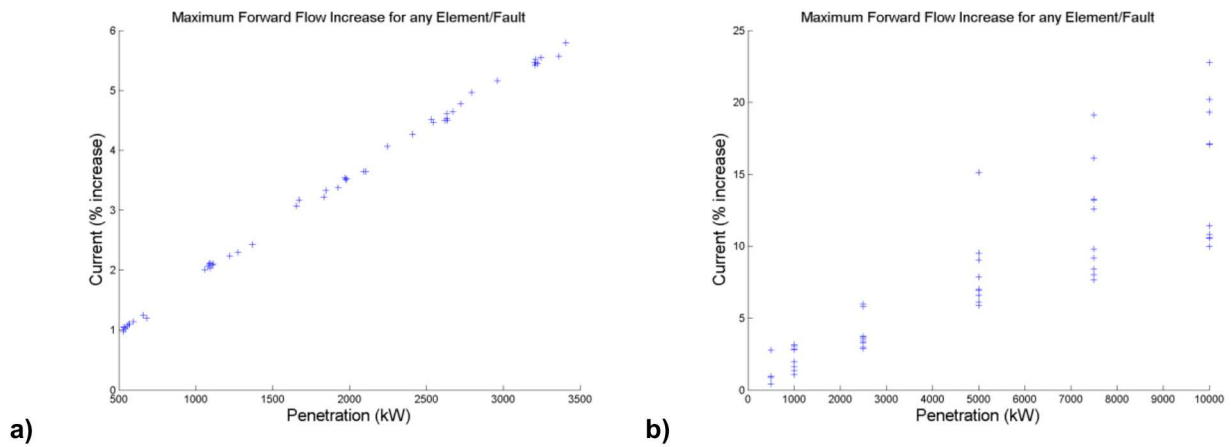 Maximum Forward Flow Increase for any Element/Fault
6
5
4
3
2
1
0
Current (% increase)
500 1000 1500 2000 2500 3000 3500
Penetration (kW)
a)
Maximum Forward Flow Increase for any Element/Fault
25
20
15
10
5
0
Current (% increase)
0 1000 2000 3000 4000 5000 6000 7000 8000 9000 10000
Penetration (kW)
b)